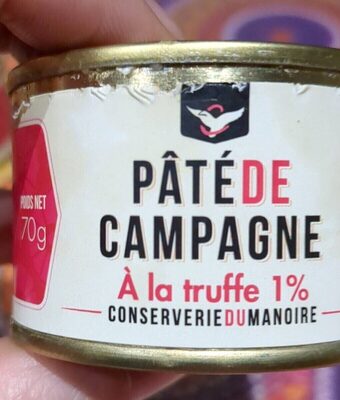 POIDS NET
70g
PÂTÉDE
CAMPAGNE
À la truffe 1%
CONSERVERIEDUMANOIRE